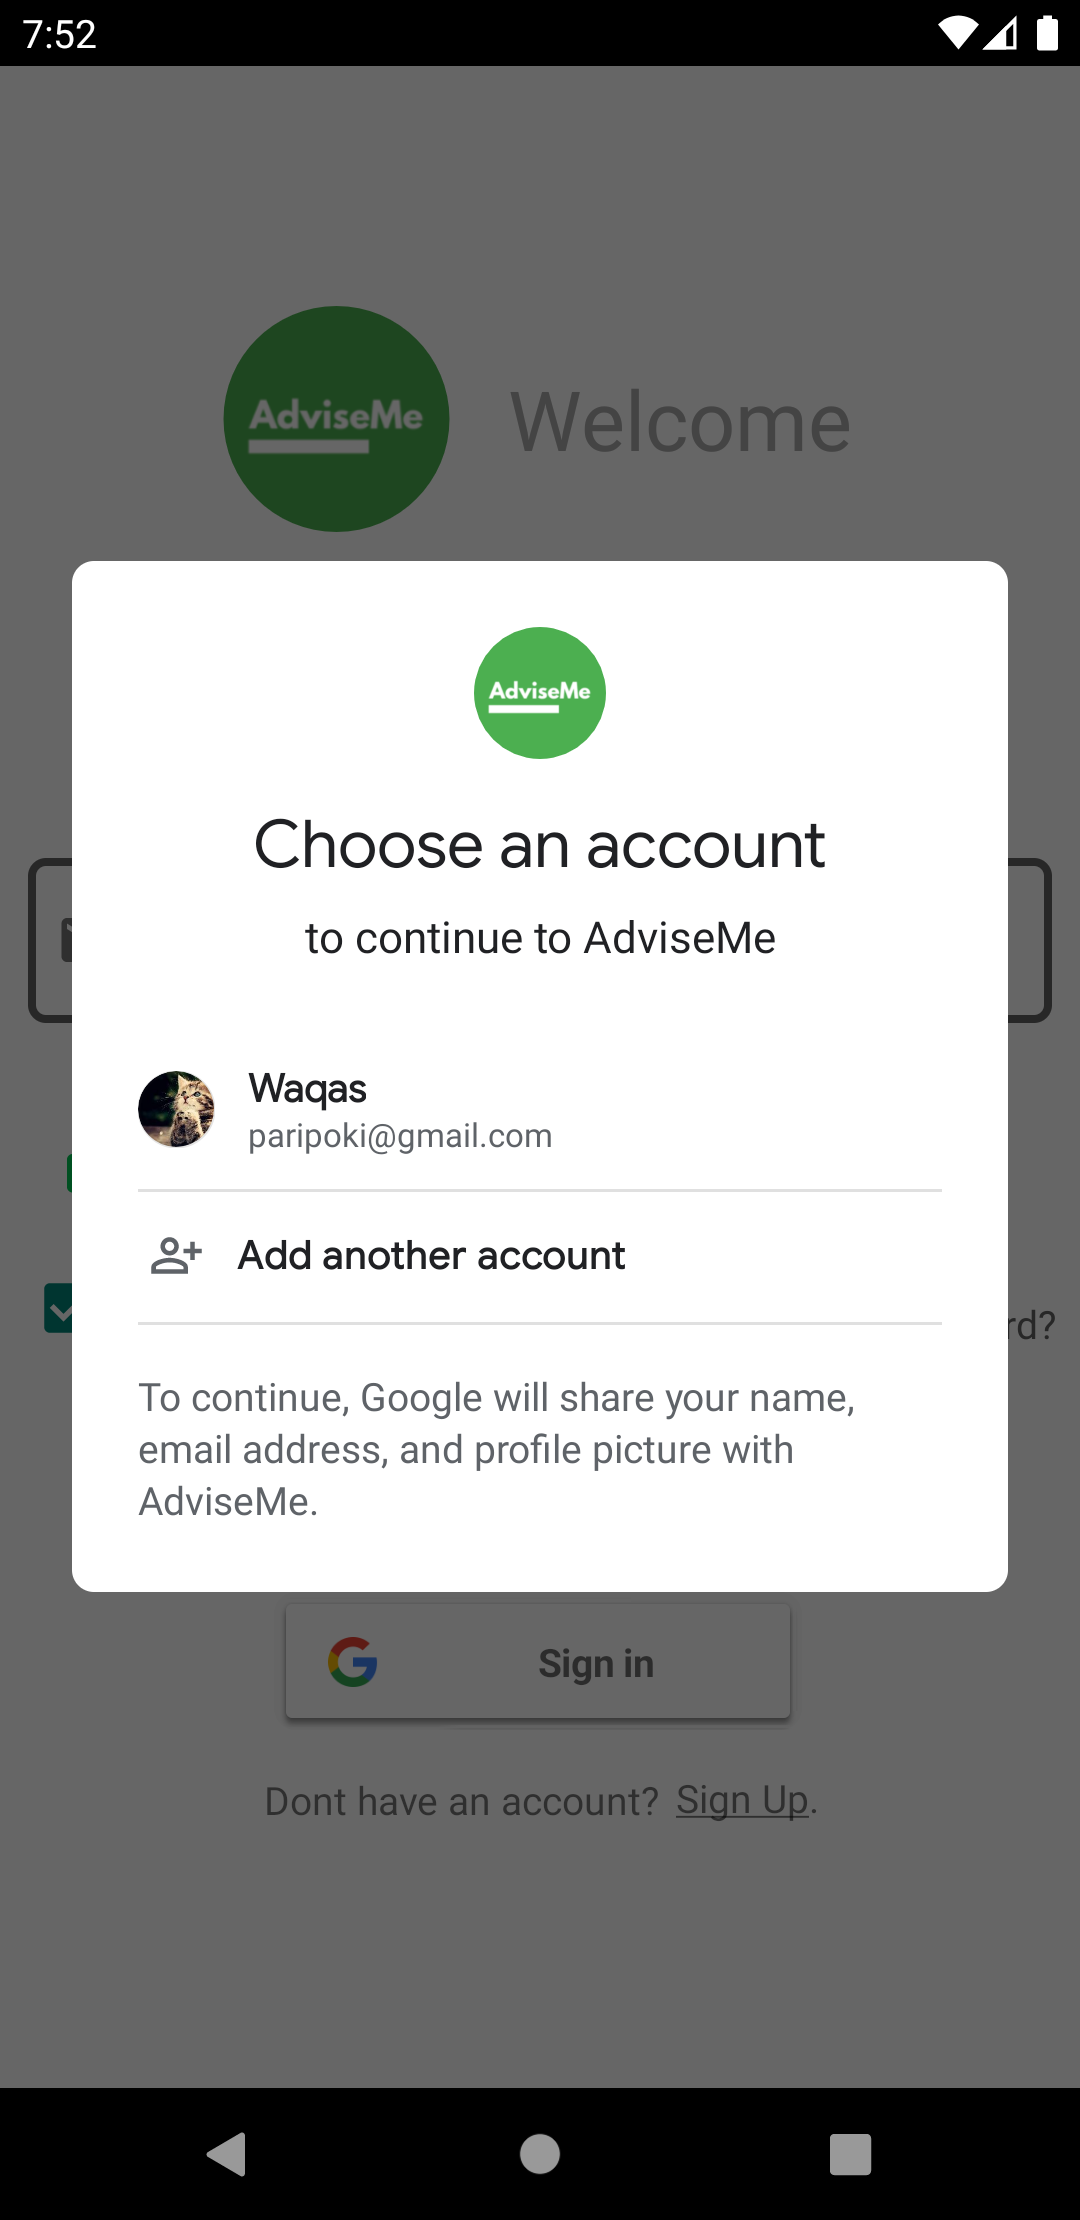 7:52
AdviseMe
Welcome
AdviseMe
Choose an account
to continue to AdviseMe
Waqas
paripoki@gmail.com
Add another account
rd?
To continue, Google will share your name,
email address, and profile picture with
AdviseMe.
Sign in
Dont have an account? Sign Up.